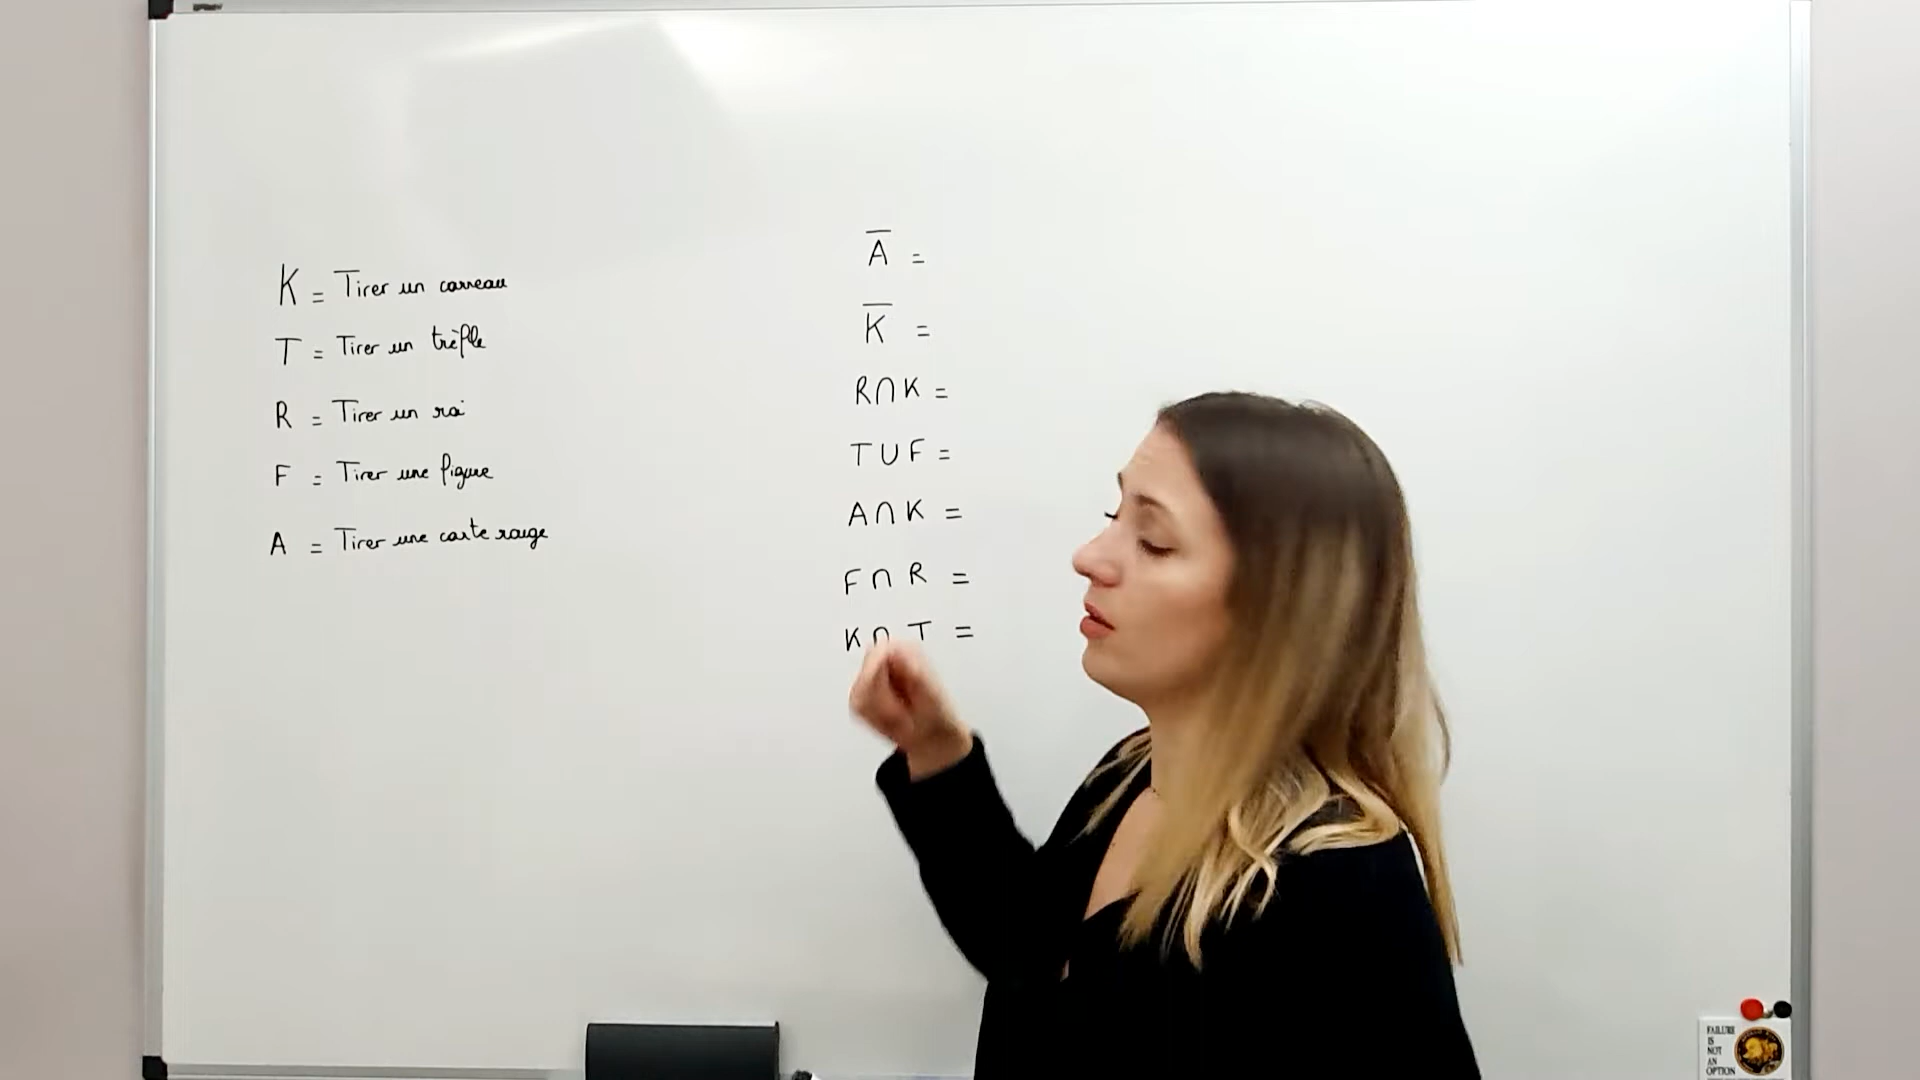 K = Tirer un carreau
T = Tirer un trèfle
R = Tirer un roi
F = Tirer une figure
A = Tirer une carte rouge
A̅ =
K̅ =
R∩K =
T∪F =
A∩K =
F∩R =
K∩T =
FAILURE
IS
NOT
AN
OPTION